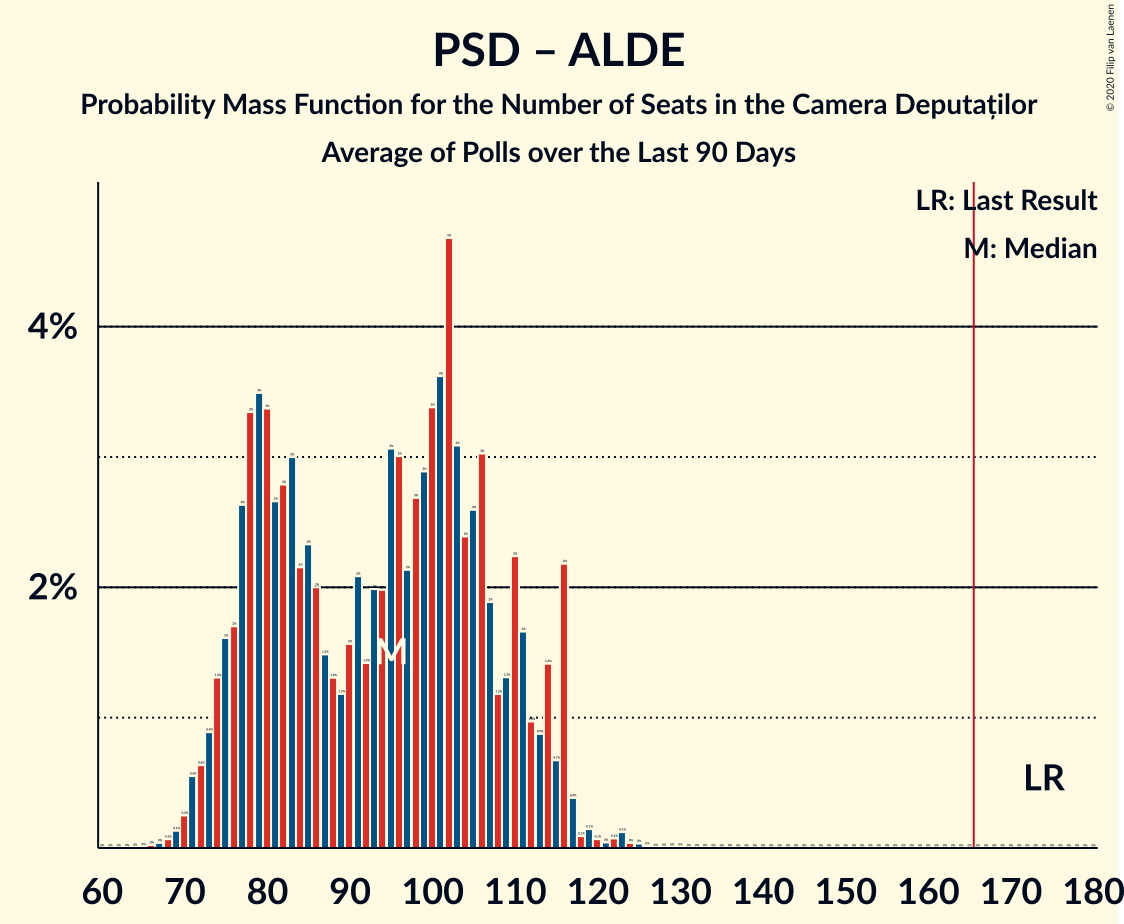 PSD – ALDE
Probability Mass Function for the Number of Seats in the Camera Deputaților
Average of Polls over the Last 90 Days
© 2020 Filip van Laenen
LR: Last Result
M: Median
4%
2%
M
LR
60 70 80 90 100 110 120 130 140 150 160 170 180